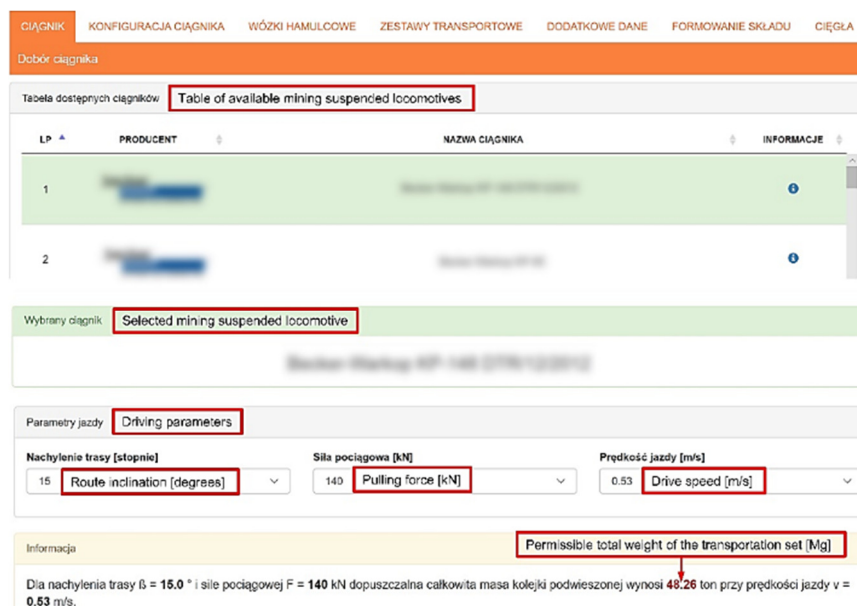 CIĄGNIK KONFIGURACJA CIĄGNIKA WÓZKI HAMULCOWE ZESTAWY TRANSPORTOWE DODATKOWE DANE FORMOWANIE SKŁADU CIĘGŁA
Dobór ciągnika
Tabela dostępnych ciągników Table of available mining suspended locomotives
LP PRODUCENT NAZWA CIĄGNIKA INFORMACJE
1
2
Wybrany ciągnik Selected mining suspended locomotive
Parametry jazdy Driving parameters
Nachylenie trasy [stopnie] Siła pociągowa [kN] Prędkość jazdy [m/s]
15 Route inclination [degrees] 140 Pulling force [kN] 0.53 Drive speed [m/s]
Informacja Permissible total weight of the transportation set [Mg]
Dla nachylenia trasy ß = 15.0 ° i sile pociągowej F = 140 kN dopuszczalna całkowita masa kolejki podwieszonej wynosi 48.26 ton przy prędkości jazdy v =
0.53 m/s.